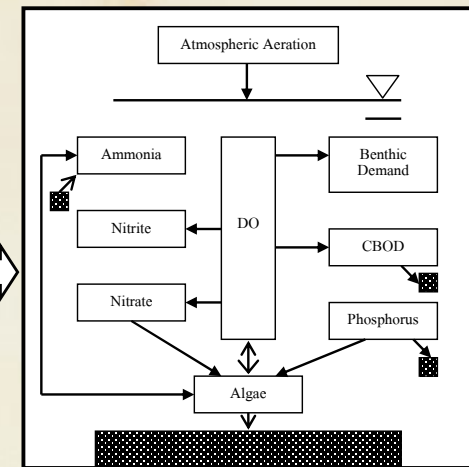 Atmospheric Aeration
Ammonia
DO
Benthic
Demand
Nitrite
CBOD
Nitrate
Phosphorus
Algae